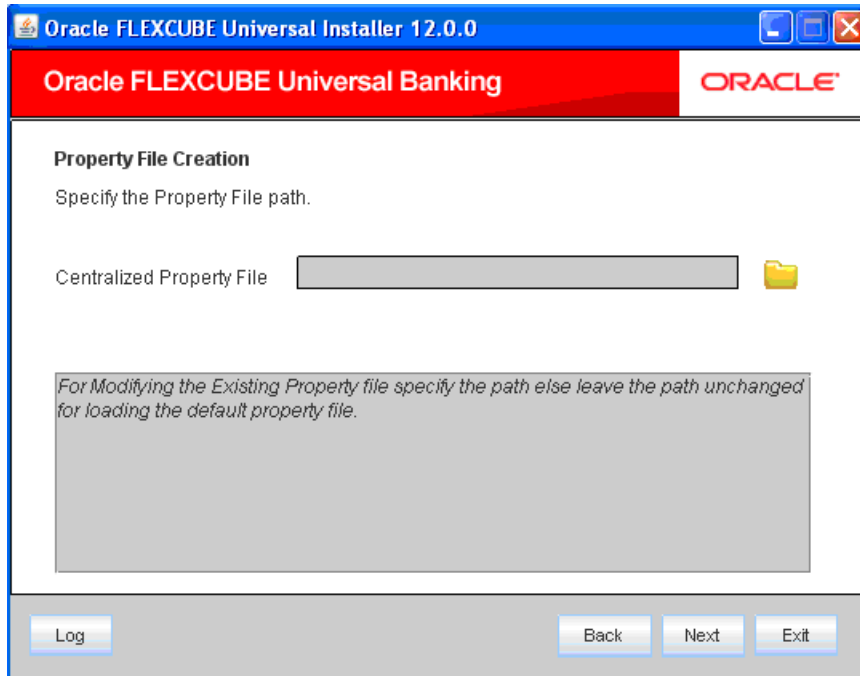 Oracle FLEXCUBE Universal Installer 12.0.0
Oracle FLEXCUBE Universal Banking
ORACLE
Property File Creation
Specify the Property File path.
Centralized Property File
For Modifying the Existing Property file specify the path else leave the path unchanged
for loading the default property file.
Log
Back
Next
Exit